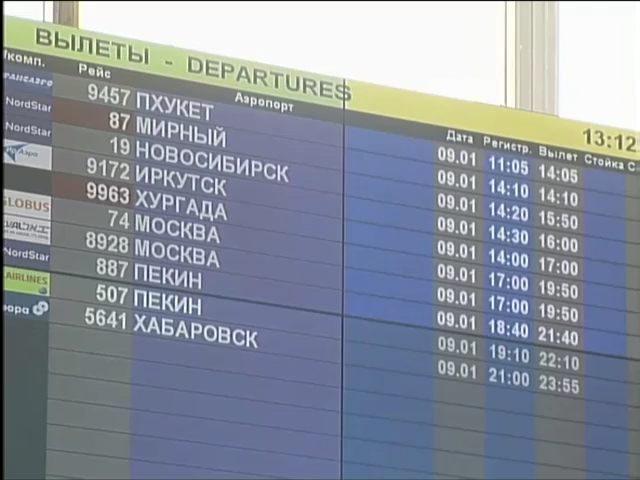 ВЫЛЕТЫ - DEPARTURES 13:12
/комп. Рейс Аэропорт Дата Регистр. Вылет Стойка С
9457 ПХУКЕТ 09.01 11:05 14:05
NordStar 87 МИРНЫЙ 09.01 14:10 14:10
NordStar 19 НОВОСИБИРСК 09.01 14:20 15:50
9172 ИРКУТСК 09.01 14:30 16:00
9963 ХУРГАДА 09.01 14:00 17:00
GLOBUS 74 МОСКВА 09.01 17:00 19:50
8928 МОСКВА 09.01 17:00 19:50
NordStar 887 ПЕКИН 09.01 18:40 21:40
AIRLINES 507 ПЕКИН 09.01 19:10 22:10
рора 5641 ХАБАРОВСК 09.01 21:00 23:55